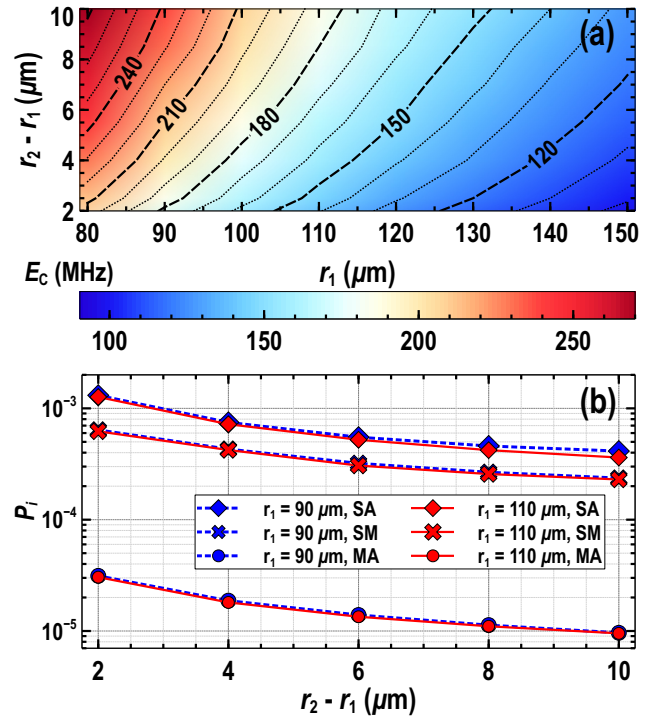 (a)
r2 - r1 (μm)
10
8
6
4
2
240
210
180
150
120
80 90 100 110 120 130 140 150
EC (MHz) r1 (μm)
100 150 200 250
(b)
Pi
10⁻³
10⁻⁴
10⁻⁵
r1 = 90 μm, SA r1 = 110 μm, SA
r1 = 90 μm, SM r1 = 110 μm, SM
r1 = 90 μm, MA r1 = 110 μm, MA
2 4 6 8 10
r2 - r1 (μm)